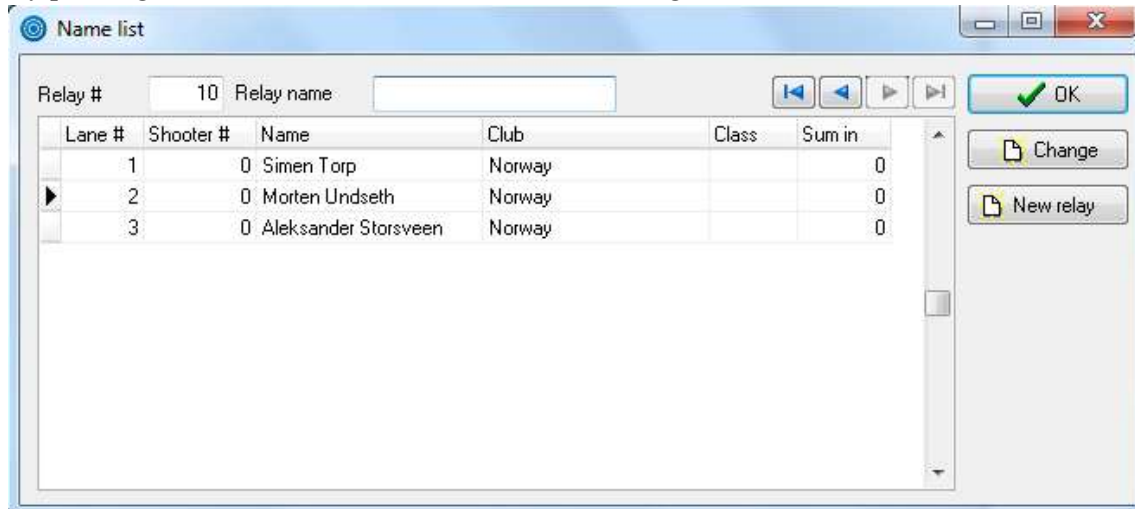 Name list
Relay # 10 Relay name
OK
Lane # Shooter # Name Club Class Sum in
Change
1 0 Simen Torp Norway 0
2 0 Morten Undseth Norway 0
New relay
3 0 Aleksander Storsveen Norway 0